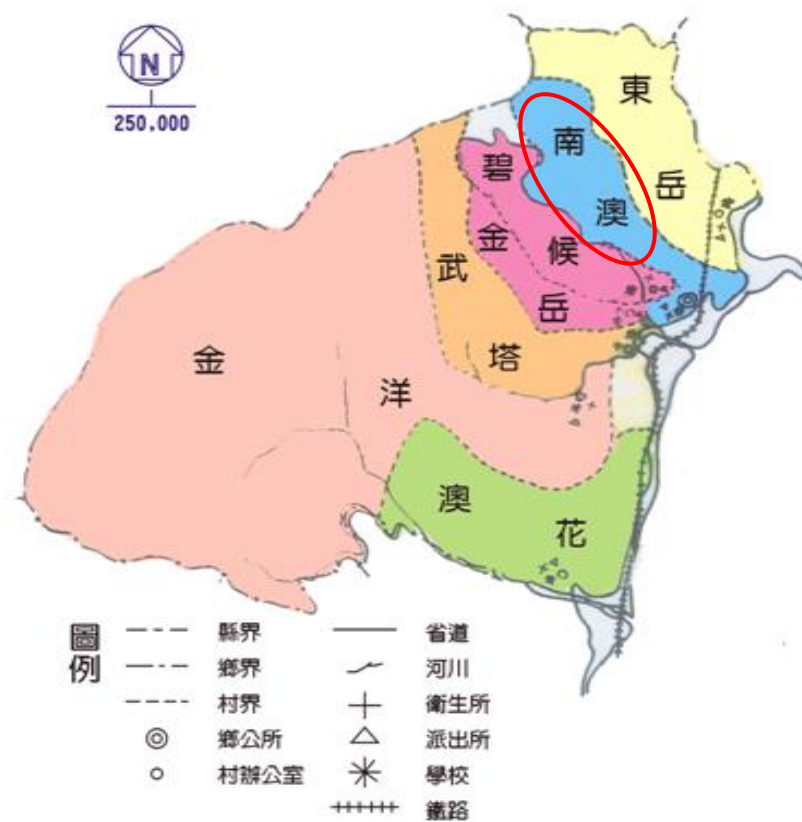 N
250.000
東岳
南澳
碧候
金岳
武塔
金洋
澳花
圖例
縣界
省道
鄉界
河川
村界
衛生所
鄉公所
派出所
村辦公室
學校
鐵路